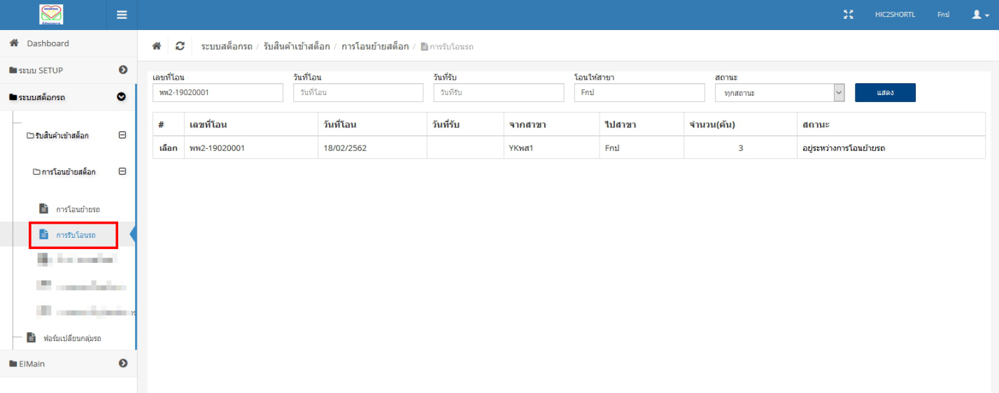 HIC2SHORTL
Fกป
Dashboard
ระบบ SETUP
ระบบสต็อกรถ
รับสินค้าเข้าสต็อก
การโอนย้ายสต็อก
การโอนย้ายรถ
การรับโอนรถ
ฟอร์มเปลี่ยนกลุ่มรถ
EIMain
ระบบสต็อกรถ / รับสินค้าเข้าสต็อก / การโอนย้ายสต็อก / การรับโอนรถ
เลขที่โอน วันที่โอน วันที่รับ โอนให้สาขา สถานะ
พพ2-19020001 วันที่โอน วันที่รับ Fกป ทุกสถานะ แสดง
# เลขที่โอน วันที่โอน วันที่รับ จากสาขา ไปสาขา จำนวน(คัน) สถานะ
เลือก พพ2-19020001 18/02/2562 YKพส1 Fกป 3 อยู่ระหว่างการโอนย้ายรถ